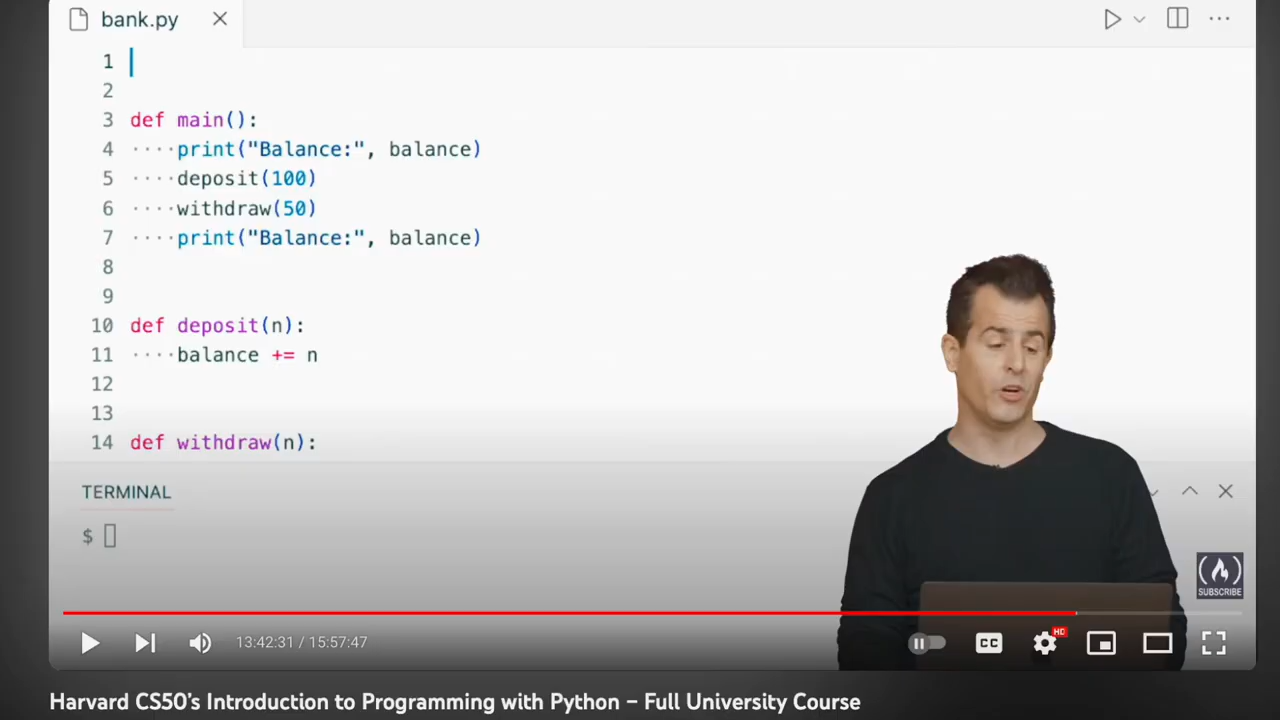 bank.py
1
2
3 def main():
4 ····print("Balance:", balance)
5 ····deposit(100)
6 ····withdraw(50)
7 ····print("Balance:", balance)
8
9
10 def deposit(n):
11 ····balance += n
12
13
14 def withdraw(n):
TERMINAL
$
SUBSCRIBE
13:42:31 / 15:57:47
CC
HD
Harvard CS50’s Introduction to Programming with Python – Full University Course